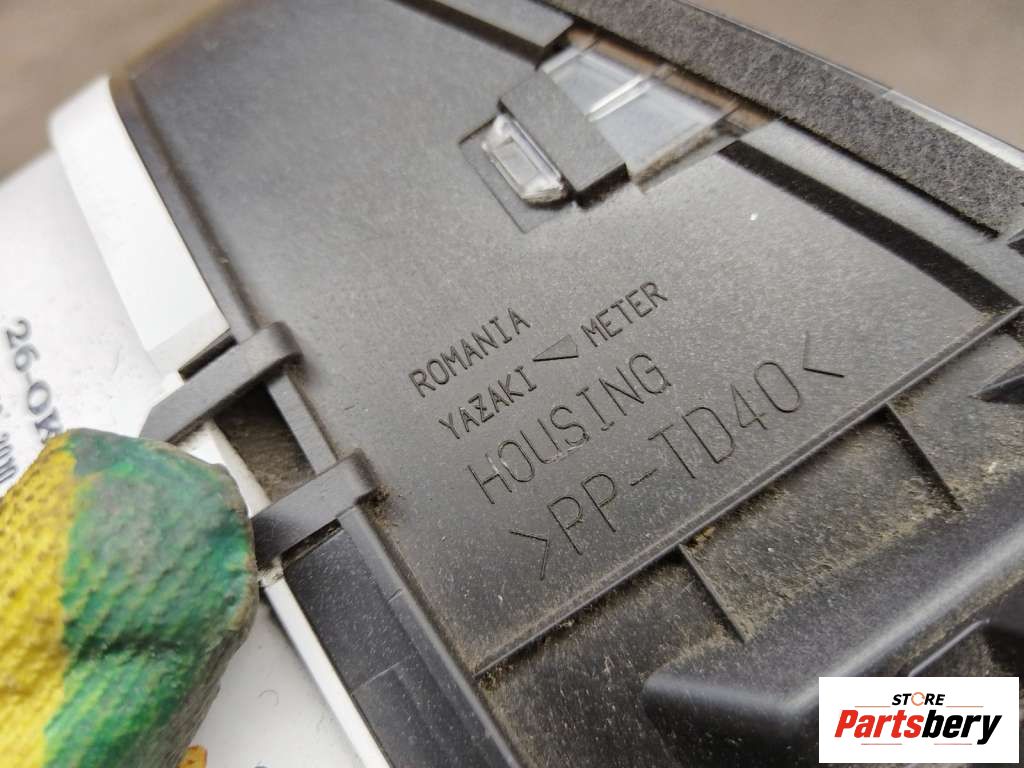 ROMANIA
YAZAKI ◁ METER
HOUSING
>PP-TD40<
STORE
Partsbery